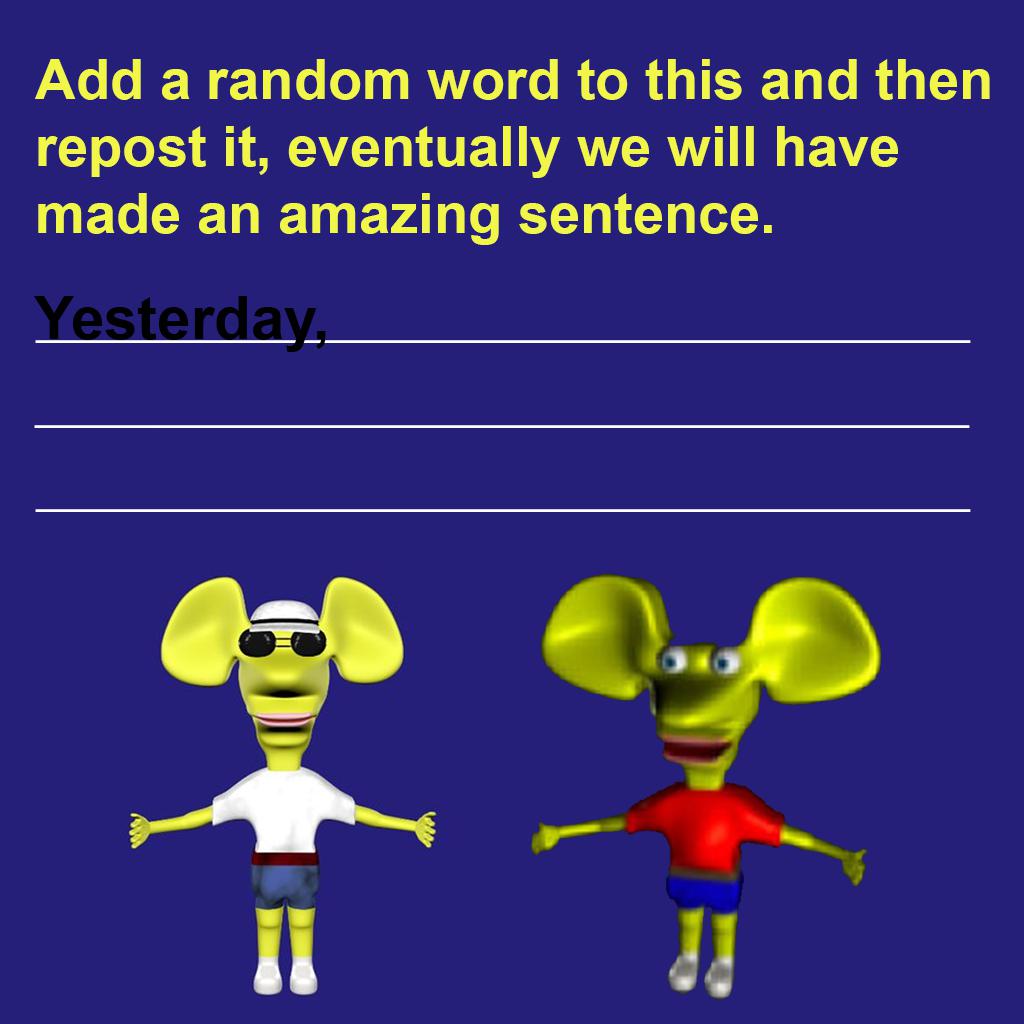 Add a random word to this and then
repost it, eventually we will have
made an amazing sentence.
Yesterday,